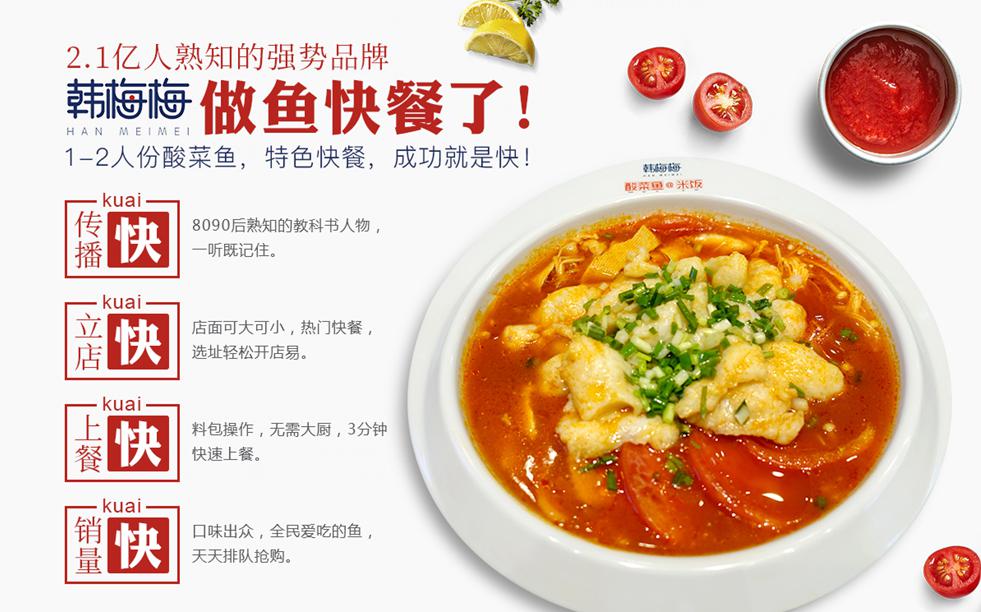 2.1亿人熟知的强势品牌
韩梅梅 做鱼快餐了！
HAN MEIMEI
1-2人份酸菜鱼，特色快餐，成功就是快！
kuai
传播 快
8090后熟知的教科书人物，
一听既记住。
kuai
立店 快
店面可大可小，热门快餐，
选址轻松开店易。
kuai
上餐 快
料包操作，无需大厨，3分钟
快速上餐。
kuai
销量 快
口味出众，全民爱吃的鱼，
天天排队抢购。
韩梅梅
HAN MEIMEI
酸菜鱼@米饭